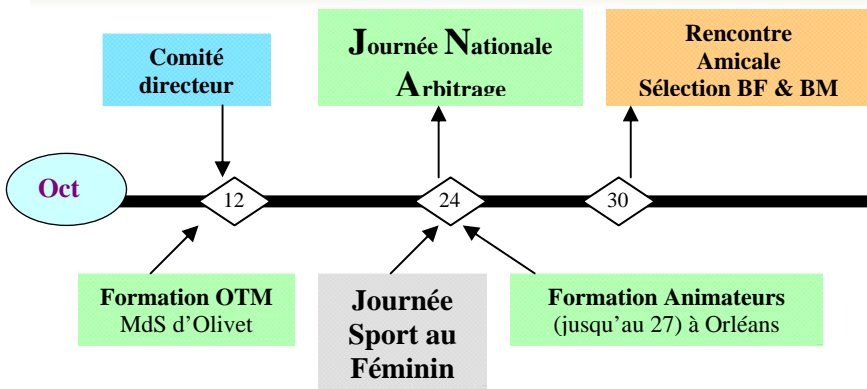 Comité
directeur
Journée Nationale
Arbitrage
Rencontre
Amicale
Sélection BF & BM
Oct
12
24
30
Formation OTM
MdS d’Olivet
Journée
Sport au
Féminin
Formation Animateurs
(jusqu’au 27) à Orléans